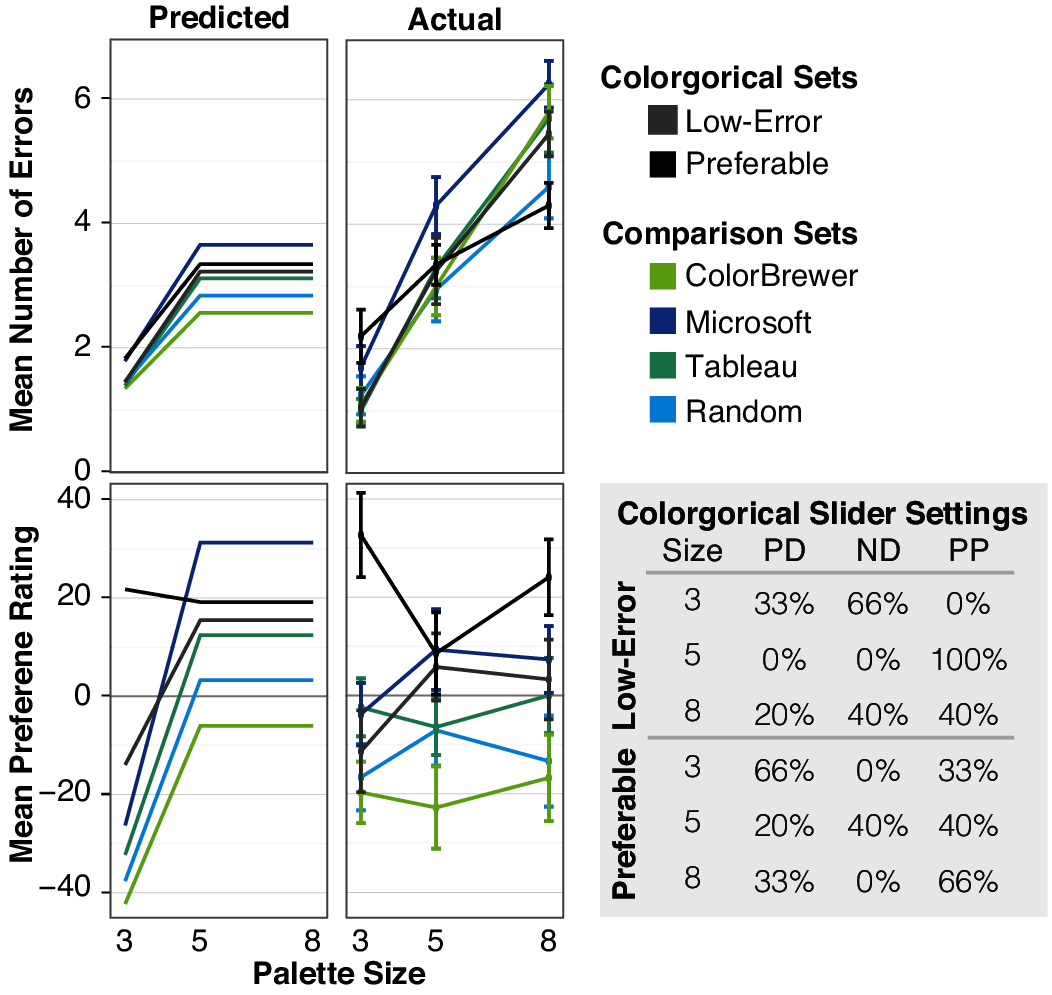 Predicted
Actual
Mean Number of Errors
6
4
2
0
Colorgorical Sets
Low-Error
Preferable
Comparison Sets
ColorBrewer
Microsoft
Tableau
Random
Mean Preferene Rating
40
20
0
−20
−40
3 5 8
3 5 8
Palette Size
Colorgorical Slider Settings
Size PD ND PP
Low-Error
3 33% 66% 0%
5 0% 0% 100%
8 20% 40% 40%
Preferable
3 66% 0% 33%
5 20% 40% 40%
8 33% 0% 66%